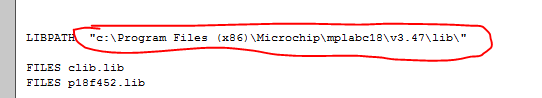 LIBPATH "c:\Program Files (x86)\Microchip\mplabc18\v3.47\lib\"
FILES clib.lib
FILES p18f452.lib